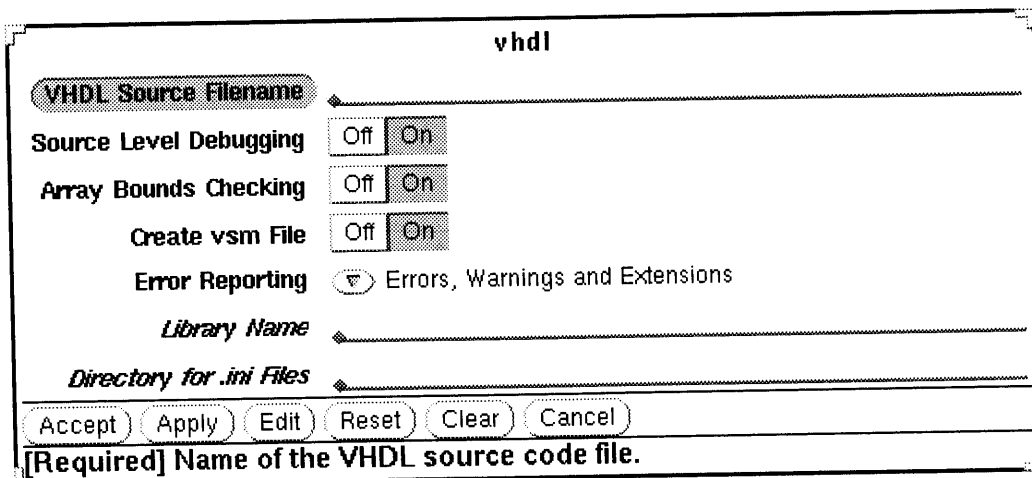 vhdl
VHDL Source Filename
Source Level Debugging Off On
Array Bounds Checking Off On
Create vsm File Off On
Error Reporting Errors, Warnings and Extensions
Library Name
Directory for .ini Files
Accept Apply Edit Reset Clear Cancel
[Required] Name of the VHDL source code file.